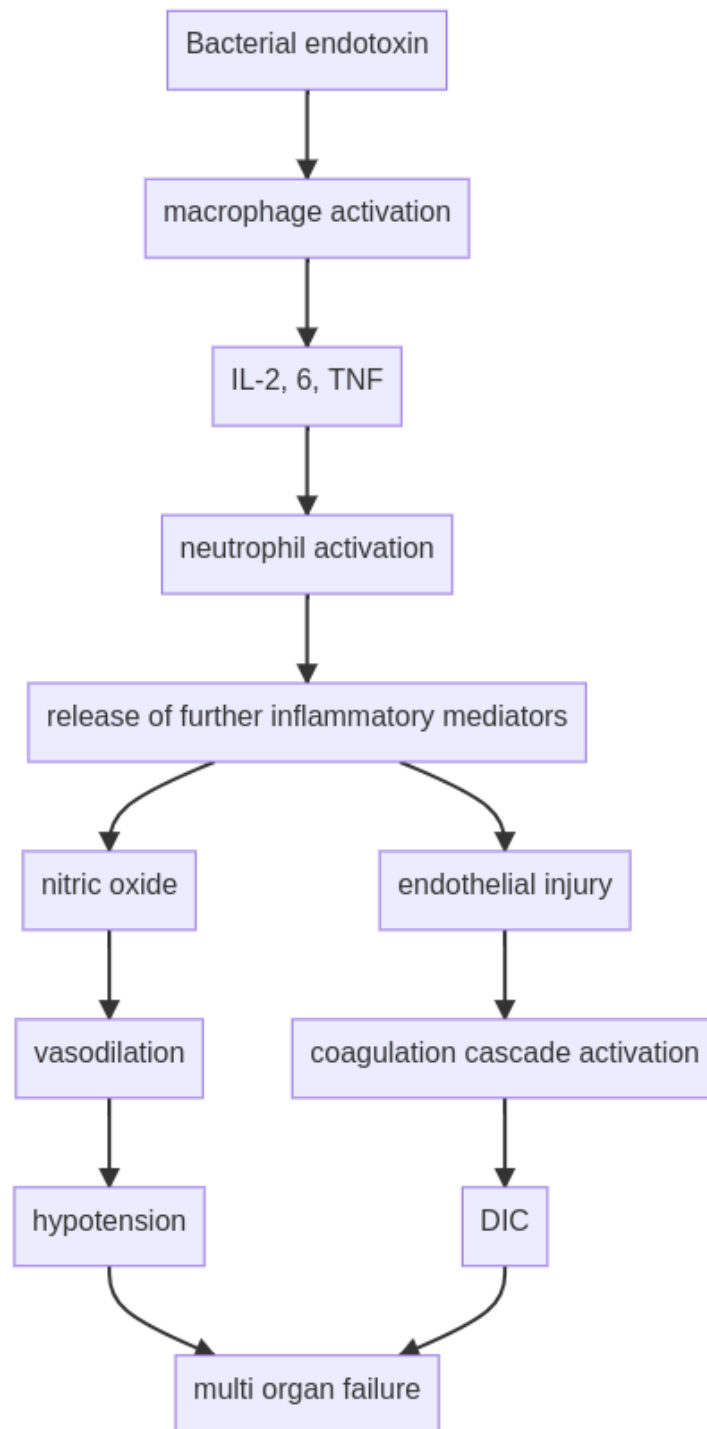 Bacterial endotoxin
macrophage activation
IL-2, 6, TNF
neutrophil activation
release of further inflammatory mediators
nitric oxide
endothelial injury
vasodilation
coagulation cascade activation
hypotension
DIC
multi organ failure